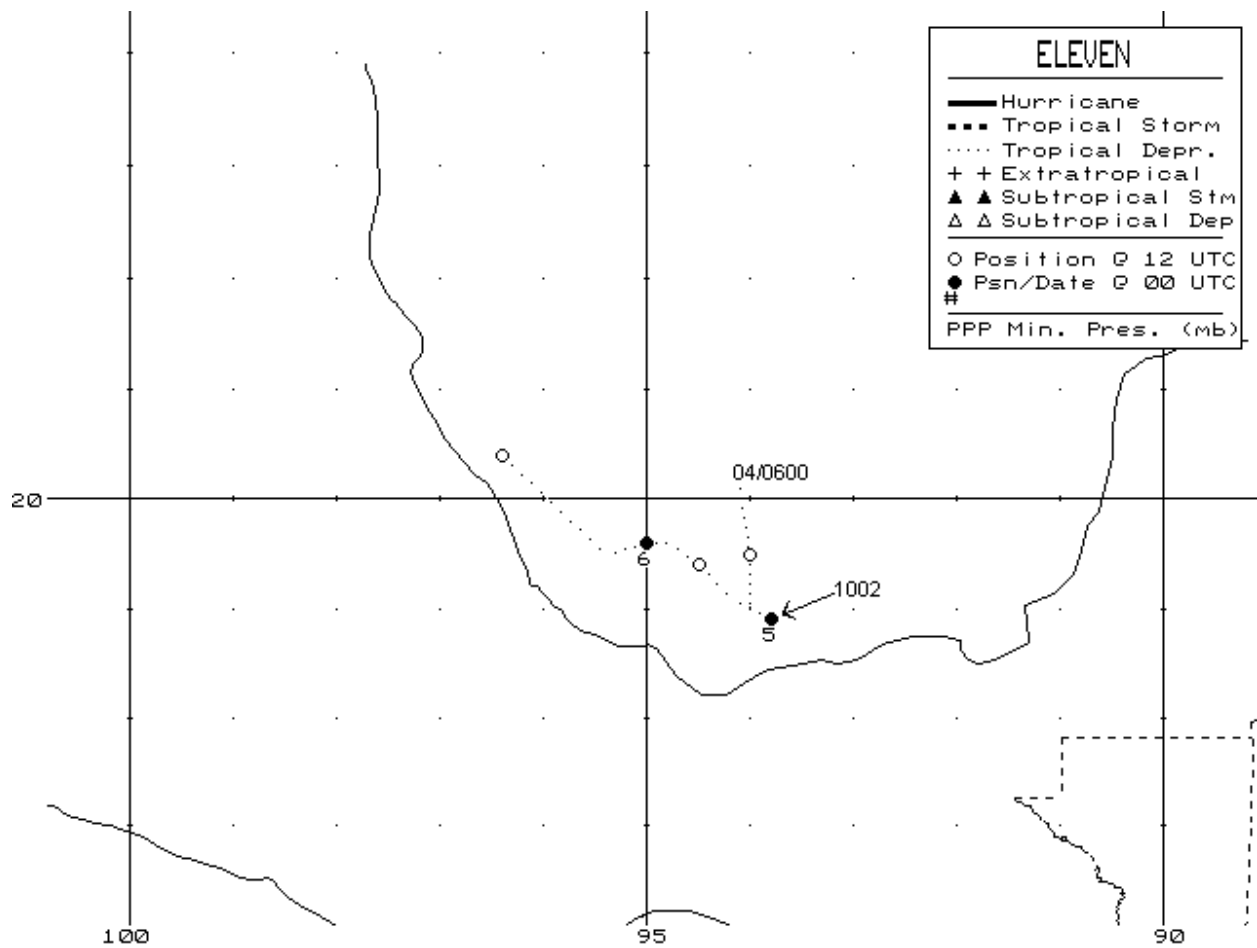 ELEVEN
Hurricane
Tropical Storm
Tropical Depr.
+ + Extratropical
▲ ▲ Subtropical Stm
△ △ Subtropical Dep
○ Position @ 12 UTC
● Psn/Date @ 00 UTC
#
PPP Min. Pres. (mb)
04/0600
20
6
1002
5
100
95
90